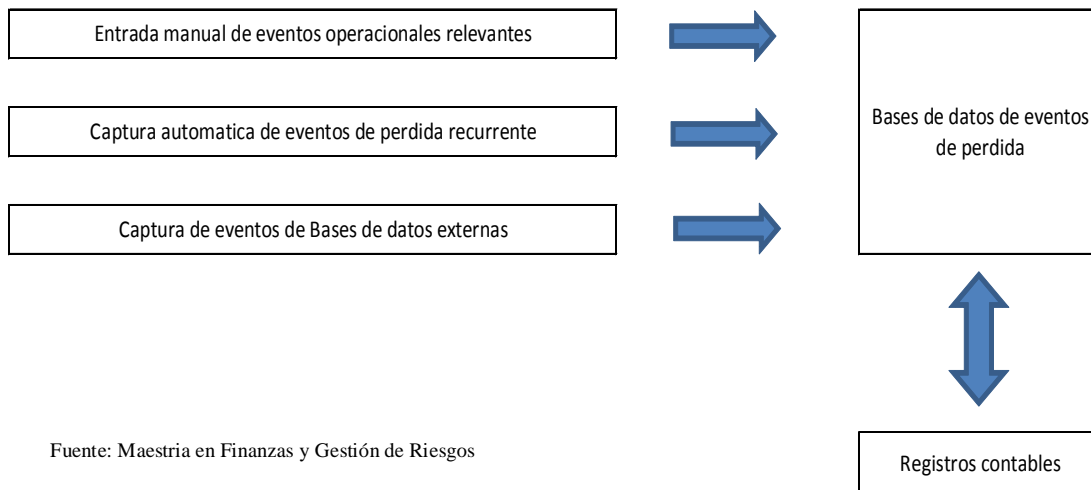 Entrada manual de eventos operacionales relevantes
Captura automatica de eventos de perdida recurrente
Captura de eventos de Bases de datos externas
Bases de datos de eventos
de perdida
Fuente: Maestria en Finanzas y Gestión de Riesgos
Registros contables